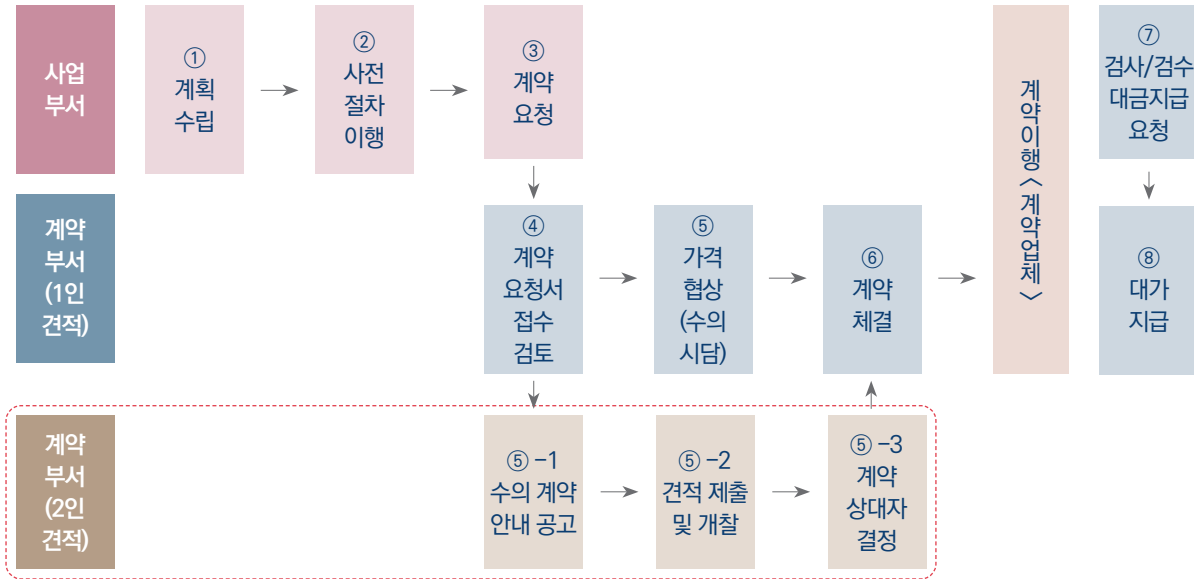 사업
부서
①
계획
수립
②
사전
절차
이행
③
계약
요청
계약이행<계약업체>
⑦
검사/검수
대금지급
요청
계약
부서
(1인
견적)
④
계약
요청서
접수
검토
⑤
가격
협상
(수의
시담)
⑥
계약
체결
⑧
대가
지급
계약
부서
(2인
견적)
⑤ -1
수의 계약
안내 공고
⑤ -2
견적 제출
및 개찰
⑤ -3
계약
상대자
결정